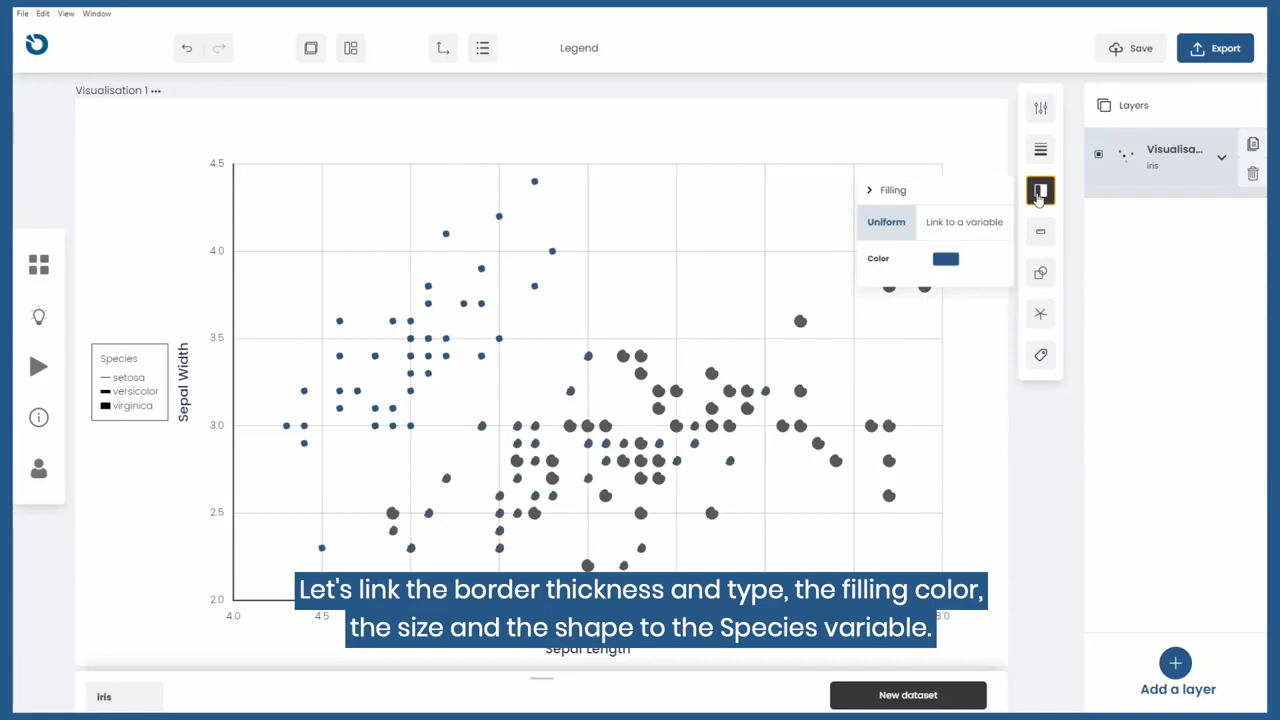 File Edit View Window
Legend
Save
Export
Visualisation 1 •••
Layers
Visualisa...
iris
Filling
Uniform
Link to a variable
Color
4.5
4.0
3.5
3.0
2.5
2.0
Sepal Width
Species
setosa
versicolor
virginica
Let's link the border thickness and type, the filling color,
the size and the shape to the Species variable.
4.0
4.5
8.0
Sepal Length
iris
New dataset
Add a layer